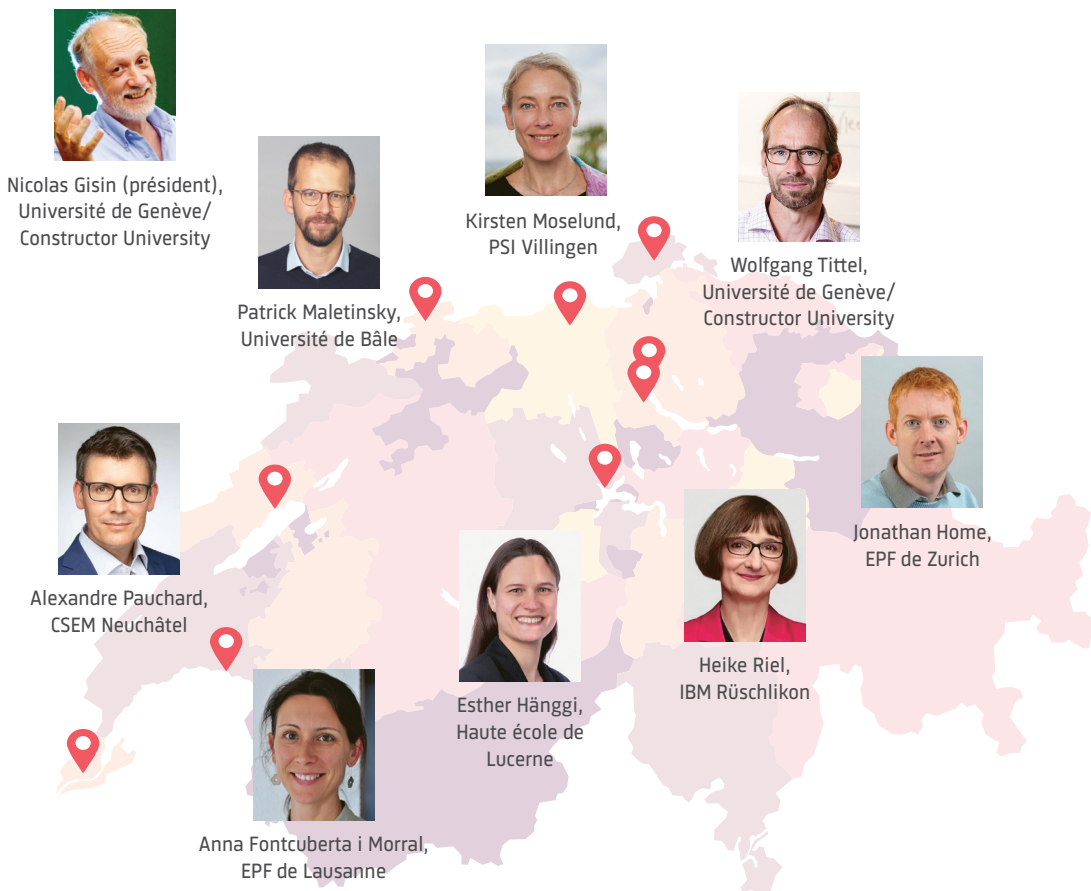 Nicolas Gisin (président),
Université de Genève/
Constructor University
Patrick Maletinsky,
Université de Bâle
Kirsten Moselund,
PSI Villingen
Wolfgang Tittel,
Université de Genève/
Constructor University
Alexandre Pauchard,
CSEM Neuchâtel
Jonathan Home,
EPF de Zurich
Esther Hänggi,
Haute école de
Lucerne
Heike Riel,
IBM Rüschlikon
Anna Fontcuberta i Morral,
EPF de Lausanne